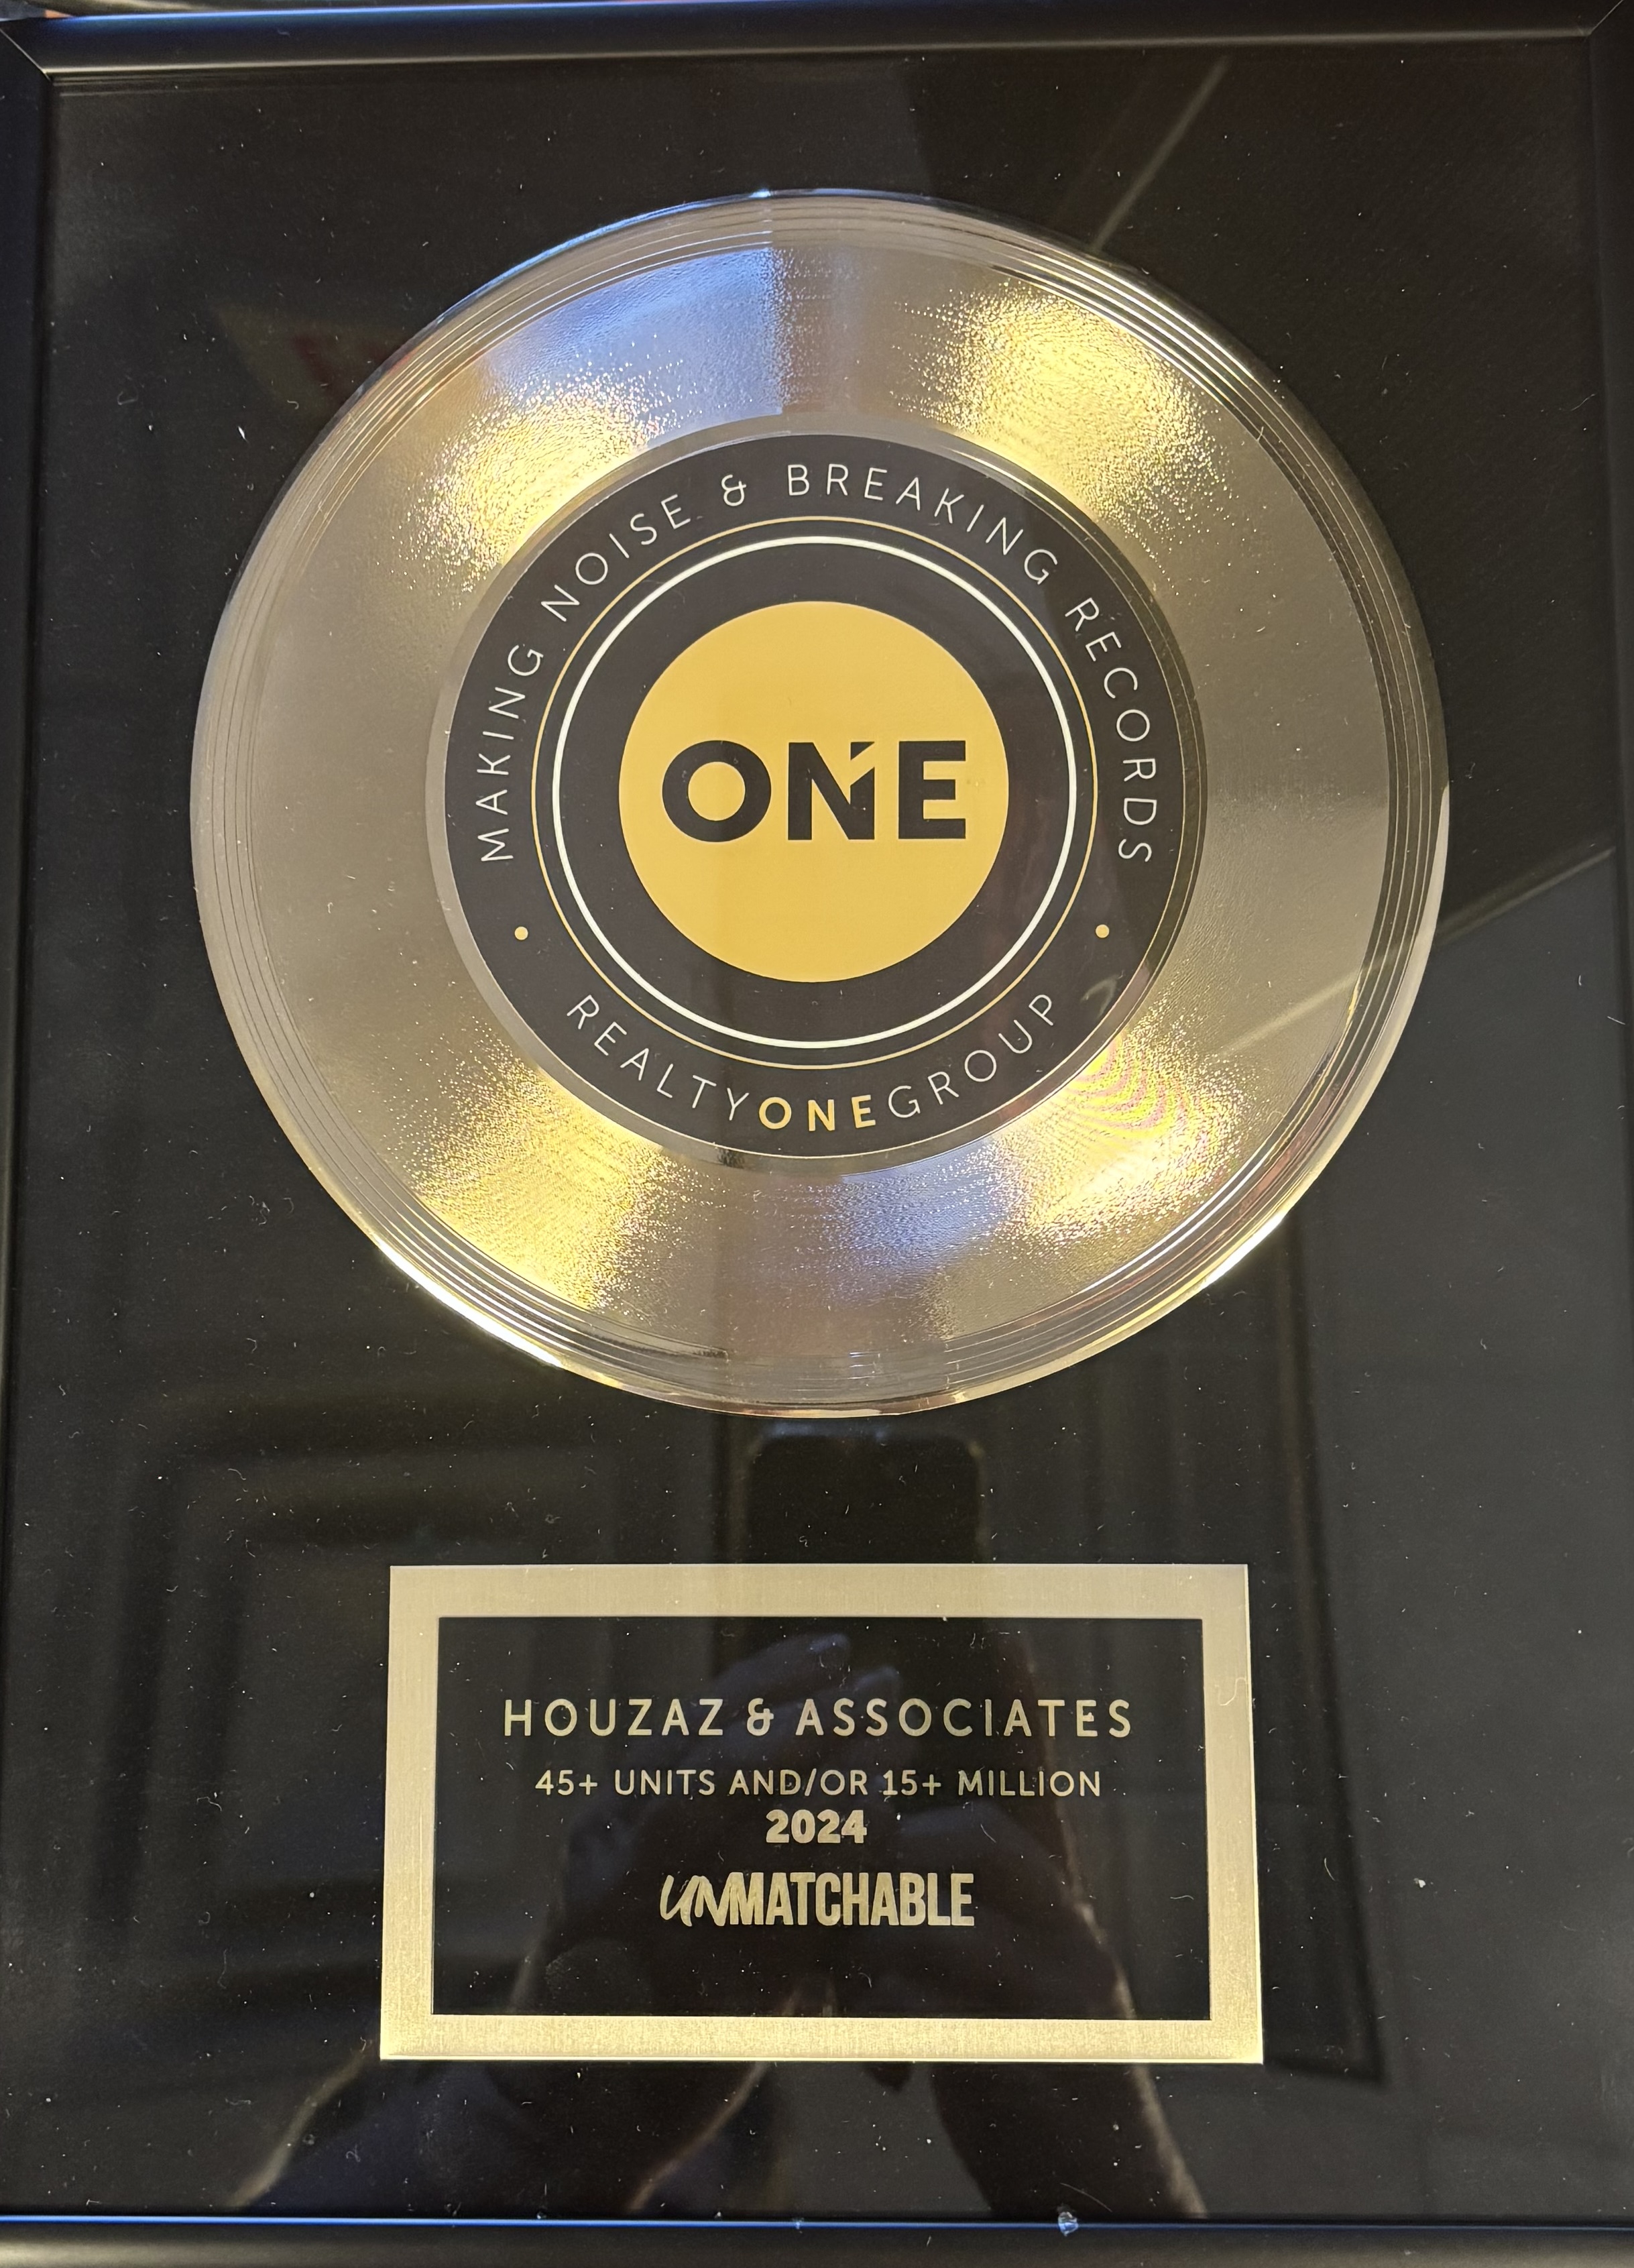 MAKING NOISE & BREAKING RECORDS
ONE
REALTYONEGROUP
HOUZAZ & ASSOCIATES
45+ UNITS AND/OR 15+ MILLION
2024
UNMATCHABLE